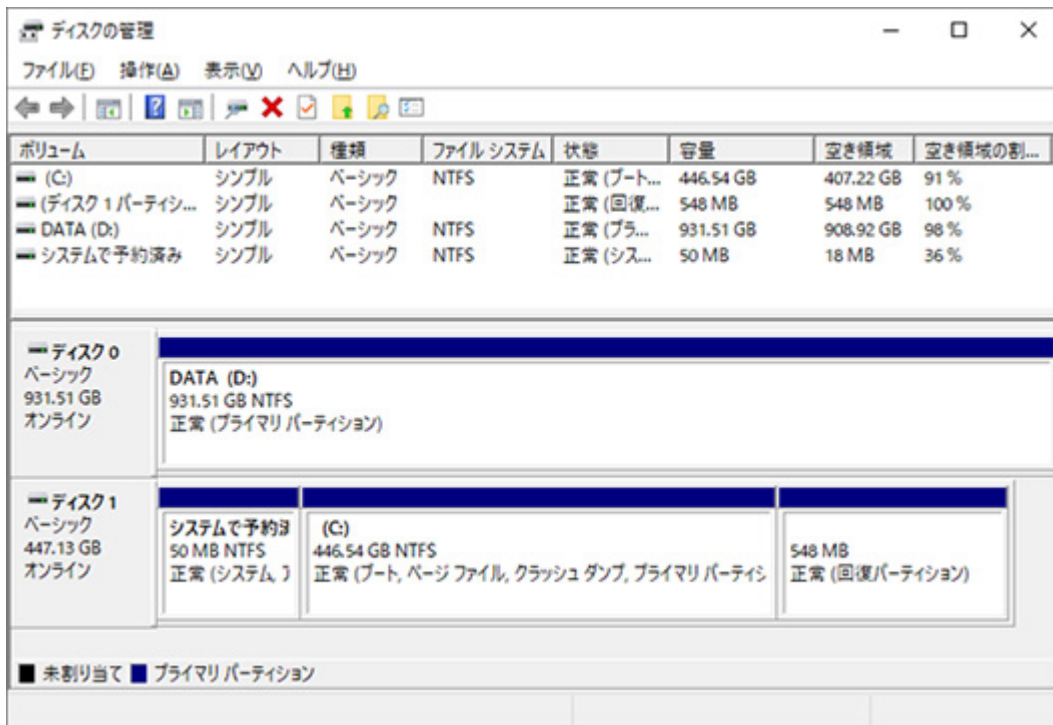 ディスクの管理
ファイル(F) 操作(A) 表示(V) ヘルプ(H)
ボリューム レイアウト 種類 ファイル システム 状態 容量 空き領域 空き領域の割...
(C:) シンプル ベーシック NTFS 正常 (ブート... 446.54 GB 407.22 GB 91 %
(ディスク 1 パーティシ... シンプル ベーシック 正常 (回復... 548 MB 548 MB 100 %
DATA (D:) シンプル ベーシック NTFS 正常 (プラ... 931.51 GB 908.92 GB 98 %
システムで予約済み シンプル ベーシック NTFS 正常 (シス... 50 MB 18 MB 36 %
ディスク 0
ベーシック
931.51 GB
オンライン
DATA (D:)
931.51 GB NTFS
正常 (プライマリ パーティション)
ディスク 1
ベーシック
447.13 GB
オンライン
システムで予約済
50 MB NTFS
正常 (システム, ア
(C:)
446.54 GB NTFS
正常 (ブート, ページ ファイル, クラッシュ ダンプ, プライマリ パーティシ
548 MB
正常 (回復パーティション)
未割り当て プライマリ パーティション